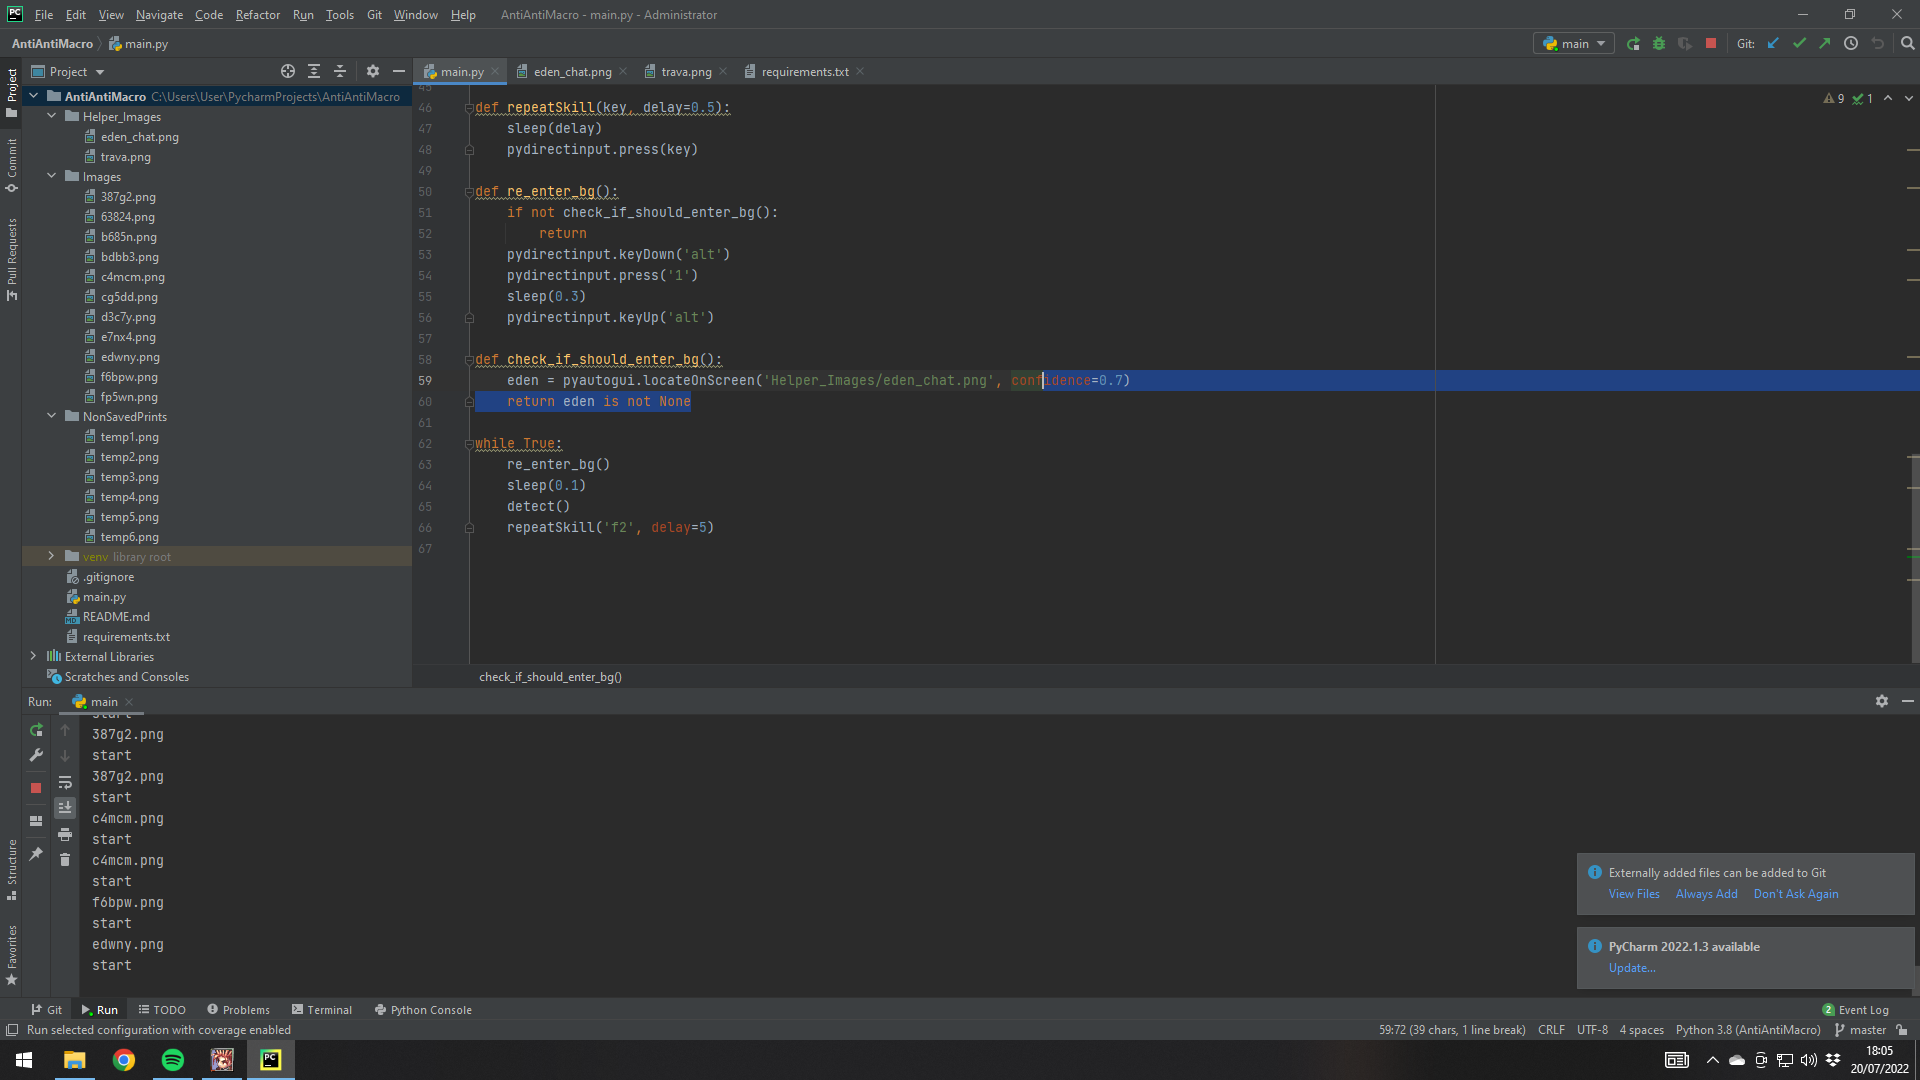 PC File Edit View Navigate Code Refactor Run Tools Git Window Help AntiAntiMacro - main.py - Administrator
AntiAntiMacro main.py main Git:
Project
main.py eden_chat.png trava.png requirements.txt
AntiAntiMacro C:\Users\User\PycharmProjects\AntiAntiMacro
Helper_Images
eden_chat.png
trava.png
Images
387g2.png
63824.png
b685n.png
bdbb3.png
c4mcm.png
cg5dd.png
d3c7y.png
e7nx4.png
edwny.png
f6bpw.png
fp5wn.png
NonSavedPrints
temp1.png
temp2.png
temp3.png
temp4.png
temp5.png
temp6.png
venv library root
.gitignore
main.py
README.md
requirements.txt
External Libraries
Scratches and Consoles
Project
Commit
Pull Requests
Structure
Favorites
9 1
45
46 def repeatSkill(key, delay=0.5):
47 sleep(delay)
48 pydirectinput.press(key)
49
50 def re_enter_bg():
51 if not check_if_should_enter_bg():
52 return
53 pydirectinput.keyDown('alt')
54 pydirectinput.press('1')
55 sleep(0.3)
56 pydirectinput.keyUp('alt')
57
58 def check_if_should_enter_bg():
59 eden = pyautogui.locateOnScreen('Helper_Images/eden_chat.png', confidence=0.7)
60 return eden is not None
61
62 while True:
63 re_enter_bg()
64 sleep(0.1)
65 detect()
66 repeatSkill('f2', delay=5)
67
check_if_should_enter_bg()
Run: main
start
387g2.png
start
387g2.png
start
c4mcm.png
start
c4mcm.png
start
f6bpw.png
start
edwny.png
start
Externally added files can be added to Git
View Files Always Add Don't Ask Again
PyCharm 2022.1.3 available
Update...
Git Run TODO Problems Terminal Python Console 2 Event Log
Run selected configuration with coverage enabled 59:72 (39 chars, 1 line break) CRLF UTF-8 4 spaces Python 3.8 (AntiAntiMacro) master
PC
18:05
20/07/2022